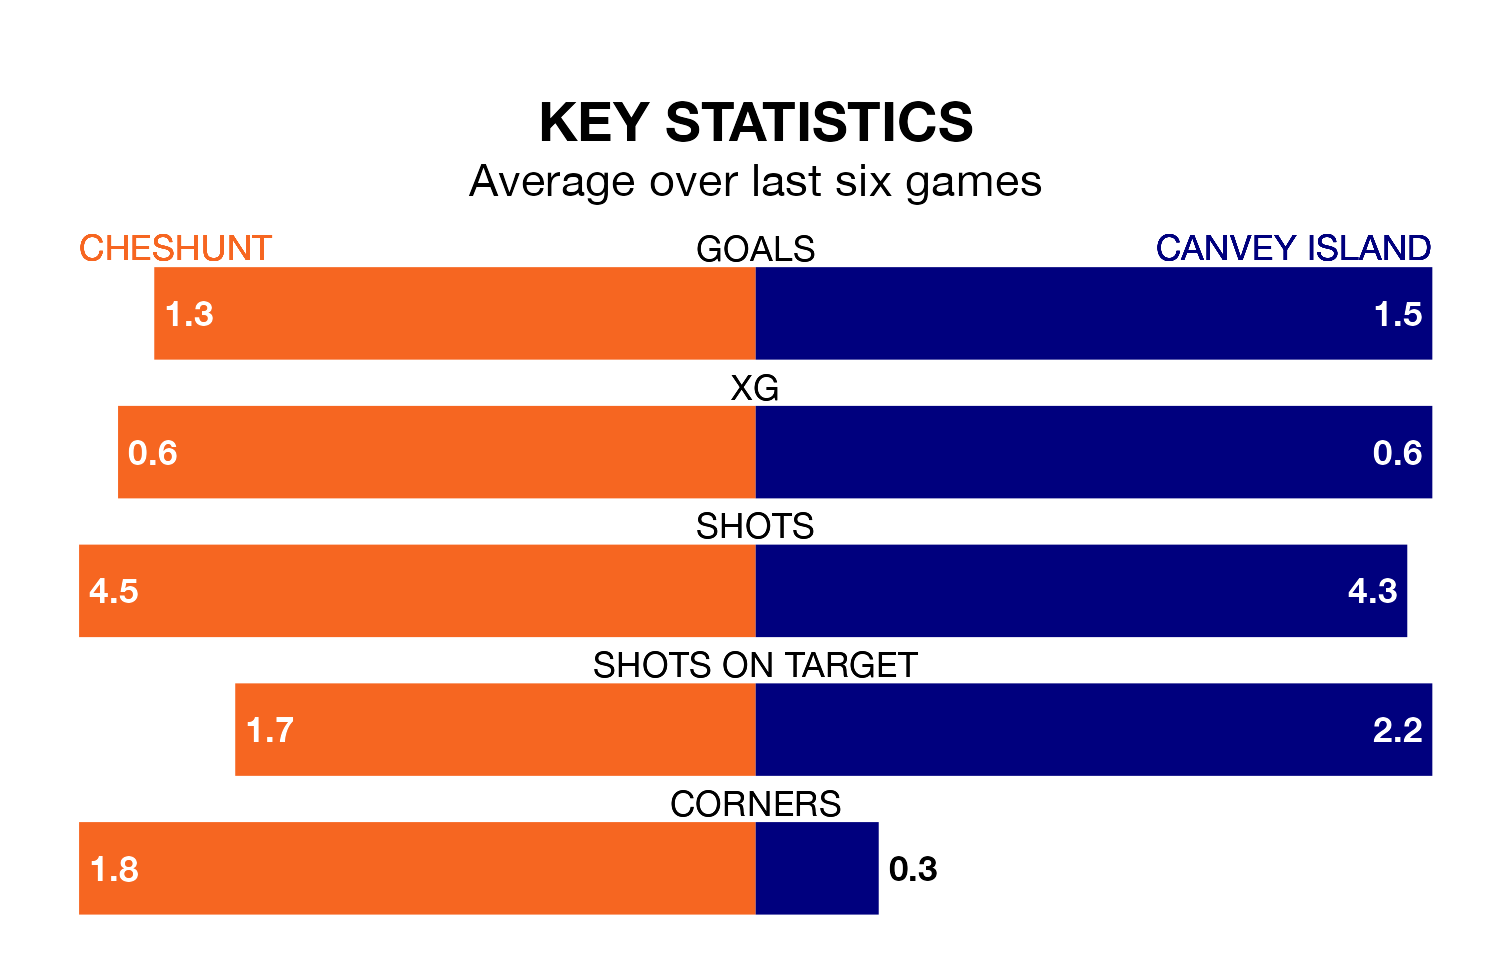 KEY STATISTICS
Average over last six games
CHESHUNT GOALS CANVEY ISLAND
1.3 1.5
XG
0.6 0.6
SHOTS
4.5 4.3
SHOTS ON TARGET
1.7 2.2
CORNERS
1.8 0.3